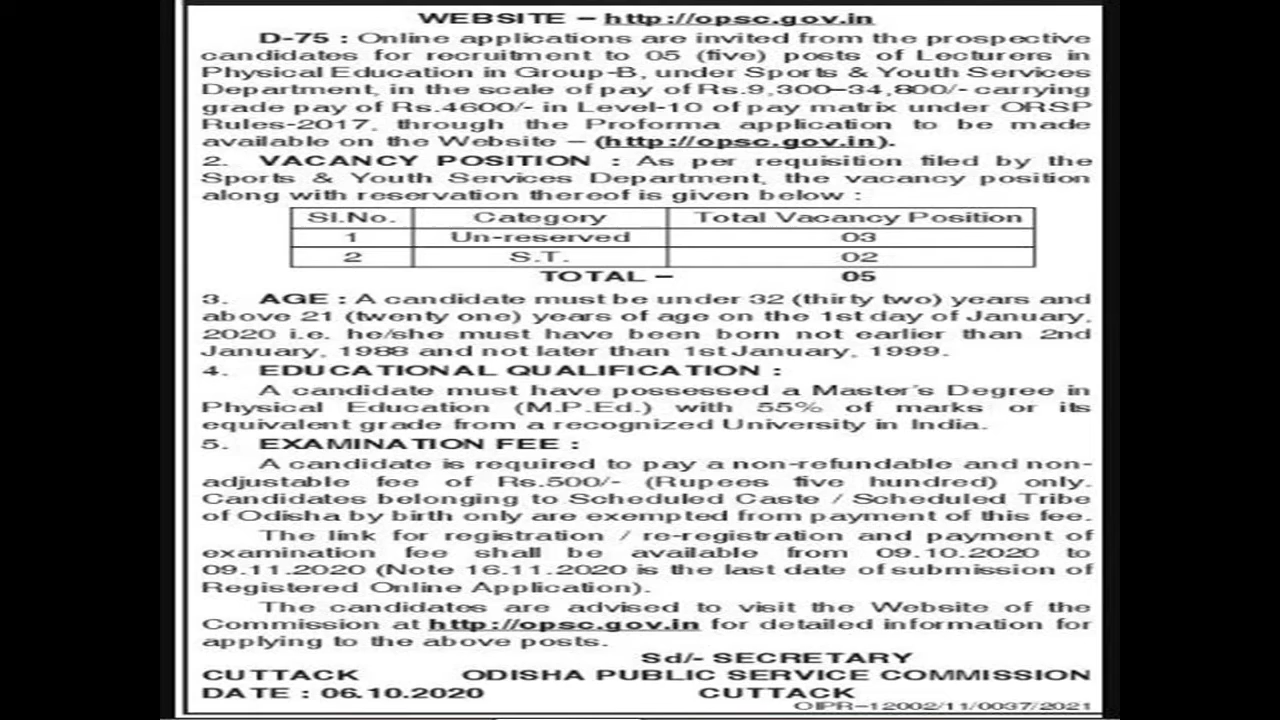 WEBSITE – http://opsc.gov.in
D-75 : Online applications are invited from the prospective
candidates for recruitment to 05 (five) posts of Lecturers in
Physical Education in Group-B, under Sports & Youth Services
Department, in the scale of pay of Rs.9,300–34,800/- carrying
grade pay of Rs.4600/- in Level-10 of pay matrix under ORSP
Rules-2017, through the Proforma application to be made
available on the Website – (http://opsc.gov.in).
2. VACANCY POSITION : As per requisition filed by the
Sports & Youth Services Department, the vacancy position
along with reservation thereof is given below :
Sl.No. Category Total Vacancy Position
1 Un-reserved 03
2 S.T. 02
TOTAL – 05
3. AGE : A candidate must be under 32 (thirty two) years and
above 21 (twenty one) years of age on the 1st day of January,
2020 i.e. he/she must have been born not earlier than 2nd
January, 1988 and not later than 1st January, 1999.
4. EDUCATIONAL QUALIFICATION :
A candidate must have possessed a Master's Degree in
Physical Education (M.P.Ed.) with 55% of marks or its
equivalent grade from a recognized University in India.
5. EXAMINATION FEE :
A candidate is required to pay a non-refundable and non-
adjustable fee of Rs.500/- (Rupees five hundred) only.
Candidates belonging to Scheduled Caste / Scheduled Tribe
of Odisha by birth only are exempted from payment of this fee.
The link for registration / re-registration and payment of
examination fee shall be available from 09.10.2020 to
09.11.2020 (Note 16.11.2020 is the last date of submission of
Registered Online Application).
The candidates are advised to visit the Website of the
Commission at http://opsc.gov.in for detailed information for
applying to the above posts.
Sd/- SECRETARY
CUTTACK ODISHA PUBLIC SERVICE COMMISSION
DATE : 06.10.2020 CUTTACK
OIPR-12002/11/0037/2021